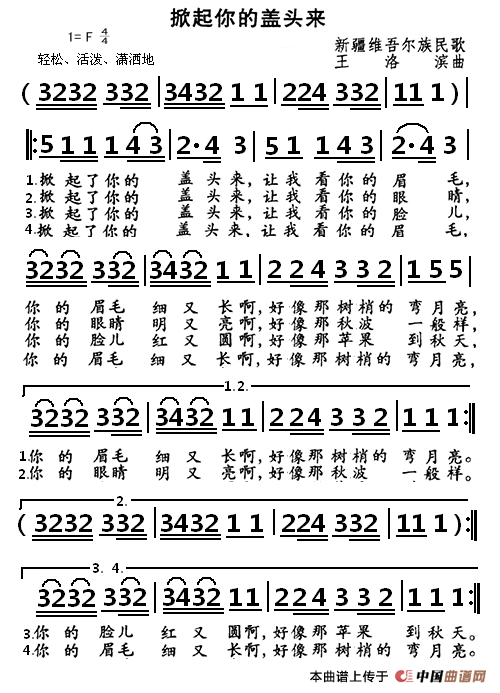 掀起你的盖头来
1=F 4/4
新疆维吾尔族民歌
轻松、活泼、潇洒地
王 洛 滨曲
( 3232 332 | 3432 1 1 | 224 332 | 11 1 )
‖: 5 1 1 1 4 3 | 2·4 3 | 5 1 1 4 3 | 2·4 3 |
1.掀 起了你的 盖 头来,让我 看你的 眉 毛,
2.掀 起了你的 盖 头来,让我 看你的 眼 睛,
3.掀 起了你的 盖 头来,让我 看你的 脸 儿,
4.掀 起了你的 盖 头来,让我 看你的 眉 毛,
3232 332 | 3432 1 1 | 2 2 4 3 3 2 | 1 5 5 |
你 的 眉毛 细 又 长啊,好像那树梢的 弯月亮,
你 的 眼睛 明 又 亮啊,好像那秋波 一般样,
你 的 脸儿 红 又 圆啊,好像那苹果 到秋天,
你 的 眉毛 细 又 长啊,好像那树梢的 弯月亮,
1.2.
3232 332 | 3432 1 1 | 2 2 4 3 3 2 | 1 1 1 :‖
1.你 的 眉毛 细 又 长啊,好像那树梢的 弯月亮。
2.你 的 眼睛 明 又 亮啊,好像那秋波 一般样。
2.
( 3232 332 | 3432 1 1 | 224 332 | 11 1 ) :‖
3. 4.
3232 332 | 3432 1 1 | 2 2 4 3 3 2 | 1 1 1 :‖
3.你 的 脸儿 红 又 圆啊,好像那苹果 到秋天。
4.你 的 眉毛 细 又 长啊,好像那树梢的 弯月亮。
本曲谱上传于 中国曲谱网